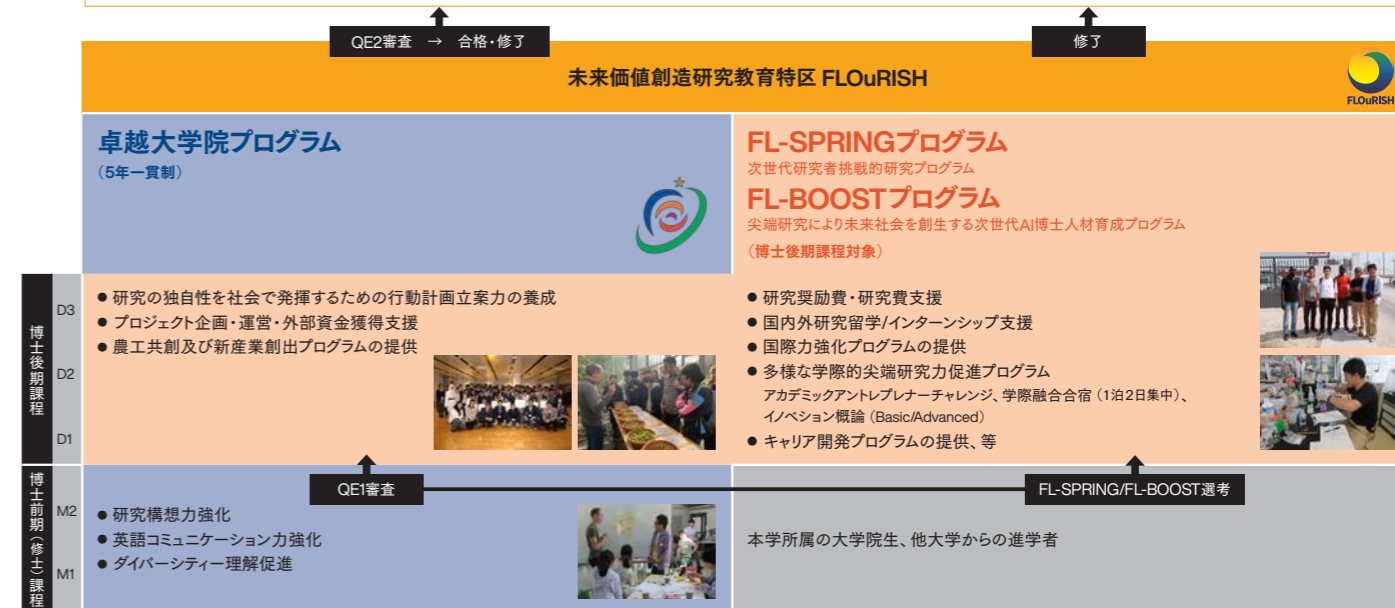 QE2審査 → 合格・修了
修了
未来価値創造研究教育特区 FLOuRISH
FLOuRISH
卓越大学院プログラム
（5年一貫制）
FL-SPRINGプログラム
次世代研究者挑戦的研究プログラム
FL-BOOSTプログラム
尖端研究により未来社会を創生する次世代AI博士人材育成プログラム
（博士後期課程対象）
博士後期課程
D3
D2
D1
● 研究の独自性を社会で発揮するための行動計画立案力の養成
● プロジェクト企画・運営・外部資金獲得支援
● 農工共創及び新産業創出プログラムの提供
● 研究奨励費・研究費支援
● 国内外研究留学/インターンシップ支援
● 国際力強化プログラムの提供
● 多様な学際的尖端研究力促進プログラム
アカデミックアントレプレナーチャレンジ、学際融合合宿（1泊2日集中）、
イノベション概論（Basic/Advanced）
● キャリア開発プログラムの提供、等
QE1審査
FL-SPRING/FL-BOOST選考
博士前期（修士）課程
M2
M1
● 研究構想力強化
● 英語コミュニケーション力強化
● ダイバーシティー理解促進
本学所属の大学院生、他大学からの進学者